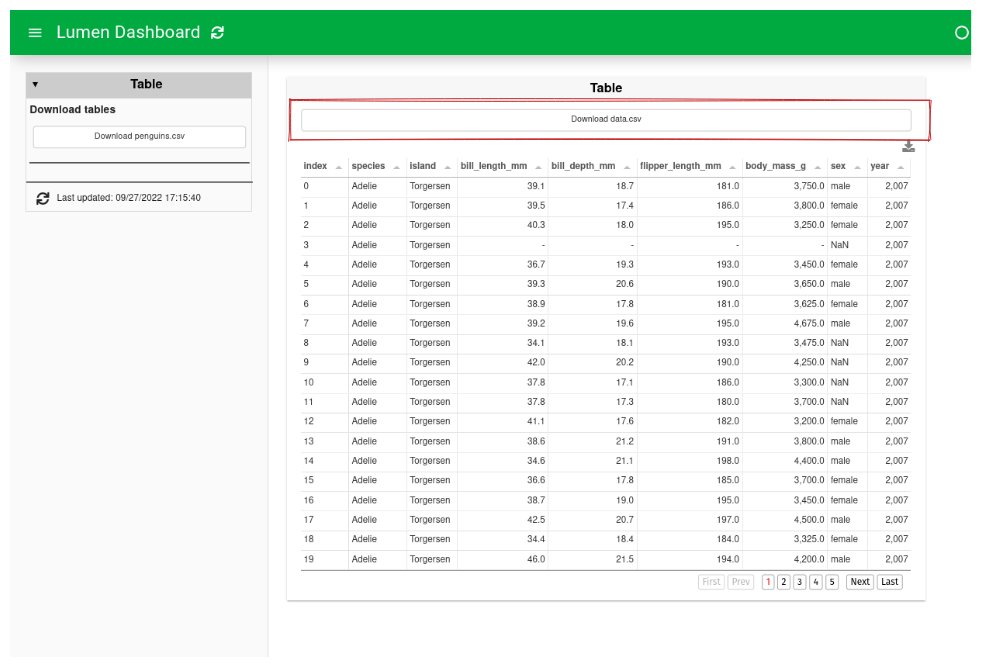 Lumen Dashboard
Table
Download tables
Download penguins.csv
Last updated: 09/27/2022 17:15:40
Table
Download data.csv
index species island bill_length_mm bill_depth_mm flipper_length_mm body_mass_g sex year
0 Adelie Torgersen 39.1 18.7 181.0 3,750.0 male 2,007
1 Adelie Torgersen 39.5 17.4 186.0 3,800.0 female 2,007
2 Adelie Torgersen 40.3 18.0 195.0 3,250.0 female 2,007
3 Adelie Torgersen - - - - NaN 2,007
4 Adelie Torgersen 36.7 19.3 193.0 3,450.0 female 2,007
5 Adelie Torgersen 39.3 20.6 190.0 3,650.0 male 2,007
6 Adelie Torgersen 38.9 17.8 181.0 3,625.0 female 2,007
7 Adelie Torgersen 39.2 19.6 195.0 4,675.0 male 2,007
8 Adelie Torgersen 34.1 18.1 193.0 3,475.0 NaN 2,007
9 Adelie Torgersen 42.0 20.2 190.0 4,250.0 NaN 2,007
10 Adelie Torgersen 37.8 17.1 186.0 3,300.0 NaN 2,007
11 Adelie Torgersen 37.8 17.3 180.0 3,700.0 NaN 2,007
12 Adelie Torgersen 41.1 17.6 182.0 3,200.0 female 2,007
13 Adelie Torgersen 38.6 21.2 191.0 3,800.0 male 2,007
14 Adelie Torgersen 34.6 21.1 198.0 4,400.0 male 2,007
15 Adelie Torgersen 36.6 17.8 185.0 3,700.0 female 2,007
16 Adelie Torgersen 38.7 19.0 195.0 3,450.0 female 2,007
17 Adelie Torgersen 42.5 20.7 197.0 4,500.0 male 2,007
18 Adelie Torgersen 34.4 18.4 184.0 3,325.0 female 2,007
19 Adelie Torgersen 46.0 21.5 194.0 4,200.0 male 2,007
First Prev 1 2 3 4 5 Next Last